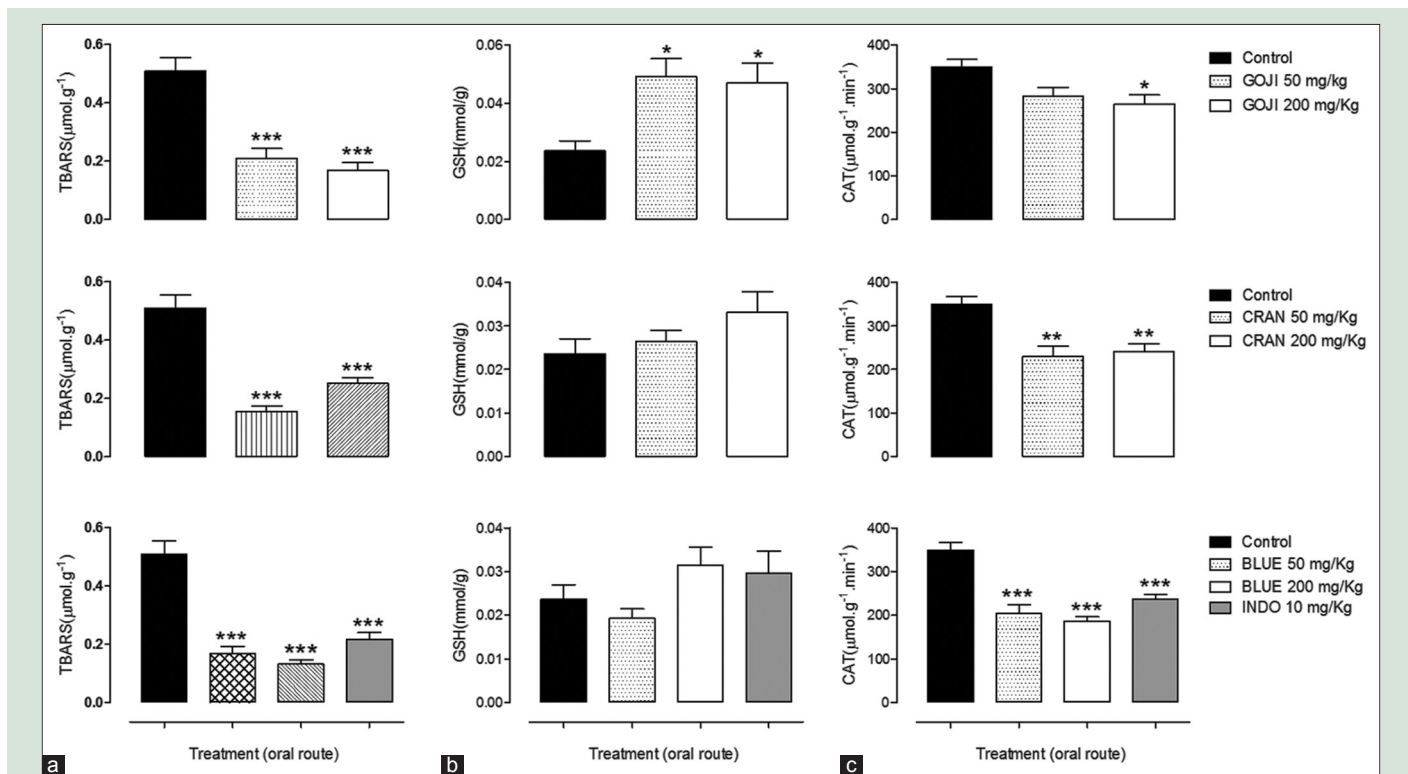 0.6
0.4
0.2
0.0
TBARS(μmol.g⁻¹)
***
***
0.06
0.04
0.02
0.00
GSH(mmol/g)
*
*
400
300
200
100
0
CAT(μmol.g⁻¹.min⁻¹)
*
Control
GOJI 50 mg/kg
GOJI 200 mg/Kg
0.6
0.4
0.2
0.0
TBARS(μmol.g⁻¹)
***
***
0.04
0.03
0.02
0.01
0.00
GSH(mmol/g)
400
300
200
100
0
CAT(μmol.g⁻¹.min⁻¹)
**
**
Control
CRAN 50 mg/Kg
CRAN 200 mg/Kg
0.6
0.4
0.2
0.0
TBARS(μmol.g⁻¹)
***
***
***
Treatment (oral route)
a
0.04
0.03
0.02
0.01
0.00
GSH(mmol/g)
Treatment (oral route)
b
400
300
200
100
0
CAT(μmol.g⁻¹.min⁻¹)
***
***
***
Control
BLUE 50 mg/Kg
BLUE 200 mg/Kg
INDO 10 mg/Kg
Treatment (oral route)
c